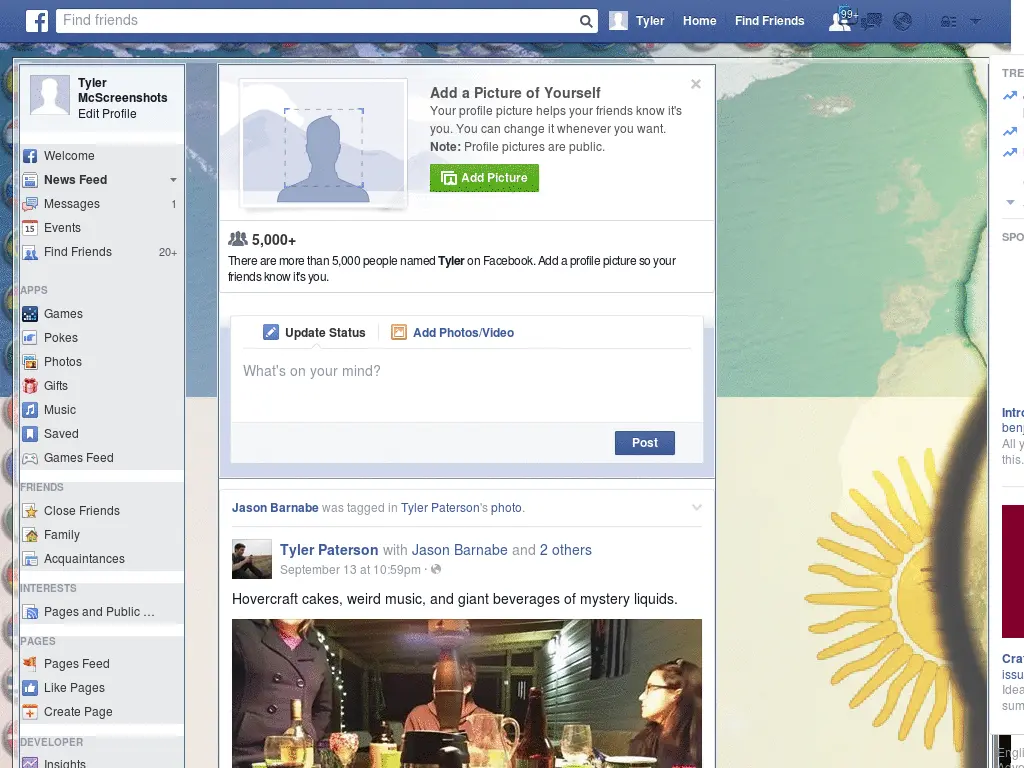 Find friends
Tyler
Home
Find Friends
99+
Tyler
McScreenshots
Edit Profile
Welcome
News Feed
Messages
1
15
Events
Find Friends
20+
APPS
Games
Pokes
Photos
Gifts
Music
Saved
Games Feed
FRIENDS
Close Friends
Family
Acquaintances
INTERESTS
Pages and Public ...
PAGES
Pages Feed
Like Pages
Create Page
DEVELOPER
Insights
Add a Picture of Yourself
Your profile picture helps your friends know it's
you. You can change it whenever you want.
Note: Profile pictures are public.
Add Picture
5,000+
There are more than 5,000 people named Tyler on Facebook. Add a profile picture so your
friends know it's you.
Update Status
Add Photos/Video
What's on your mind?
Post
Jason Barnabe was tagged in Tyler Paterson's photo.
Tyler Paterson with Jason Barnabe and 2 others
September 13 at 10:59pm ·
Hovercraft cakes, weird music, and giant beverages of mystery liquids.
TRE
SPO
Intro
benj
All y
this.
Cra
issu
Idea
sum
Engli